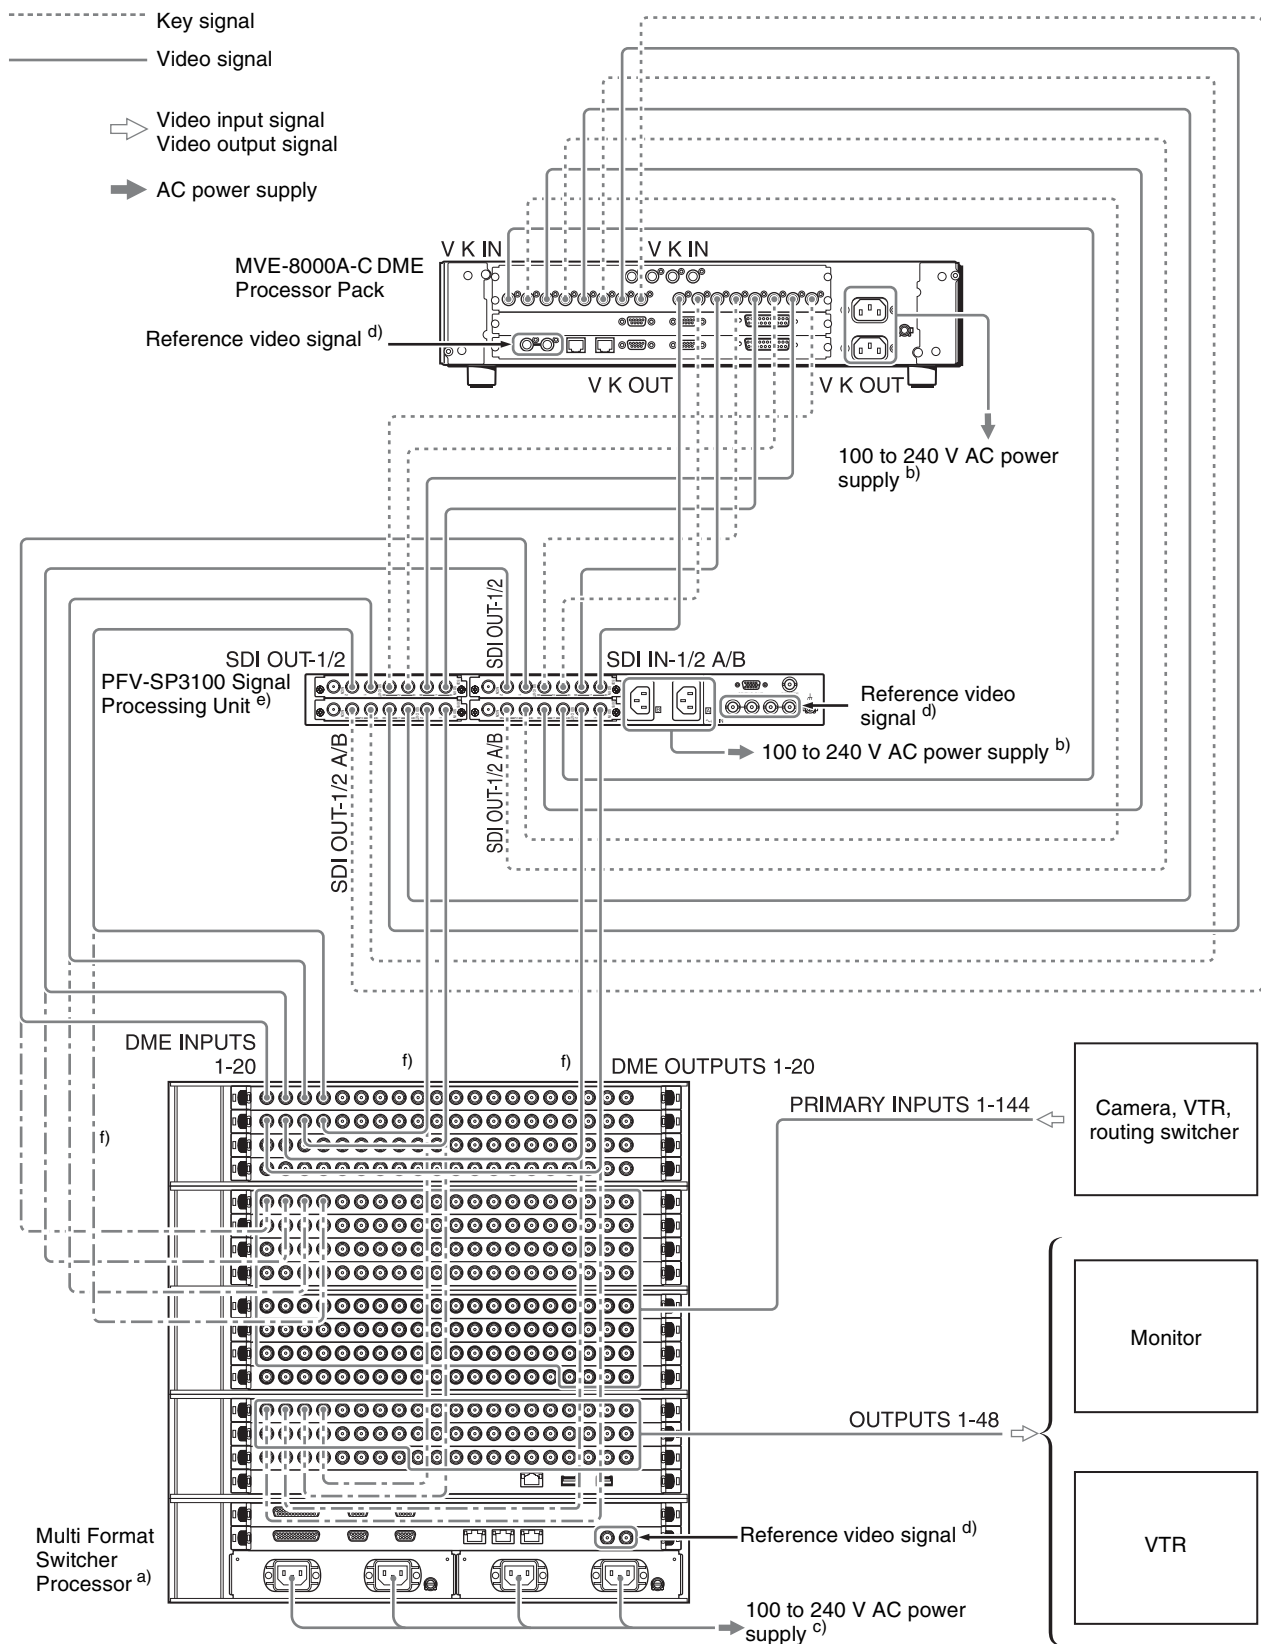 Key signal
Video signal
Video input signal
Video output signal
AC power supply
V K IN
V K IN
MVE-8000A-C DME
Processor Pack
Reference video signal d)
V K OUT
V K OUT
100 to 240 V AC power
supply b)
SDI OUT-1/2
SDI OUT-1/2
SDI IN-1/2 A/B
PFV-SP3100 Signal
Processing Unit e)
Reference video
signal d)
100 to 240 V AC power supply b)
SDI OUT-1/2 A/B
SDI OUT-1/2 A/B
DME INPUTS
1-20
f)
f)
DME OUTPUTS 1-20
PRIMARY INPUTS 1-144
Camera, VTR,
routing switcher
f)
Monitor
OUTPUTS 1-48
Multi Format
Switcher
Processor a)
Reference video signal d)
VTR
100 to 240 V AC power
supply c)